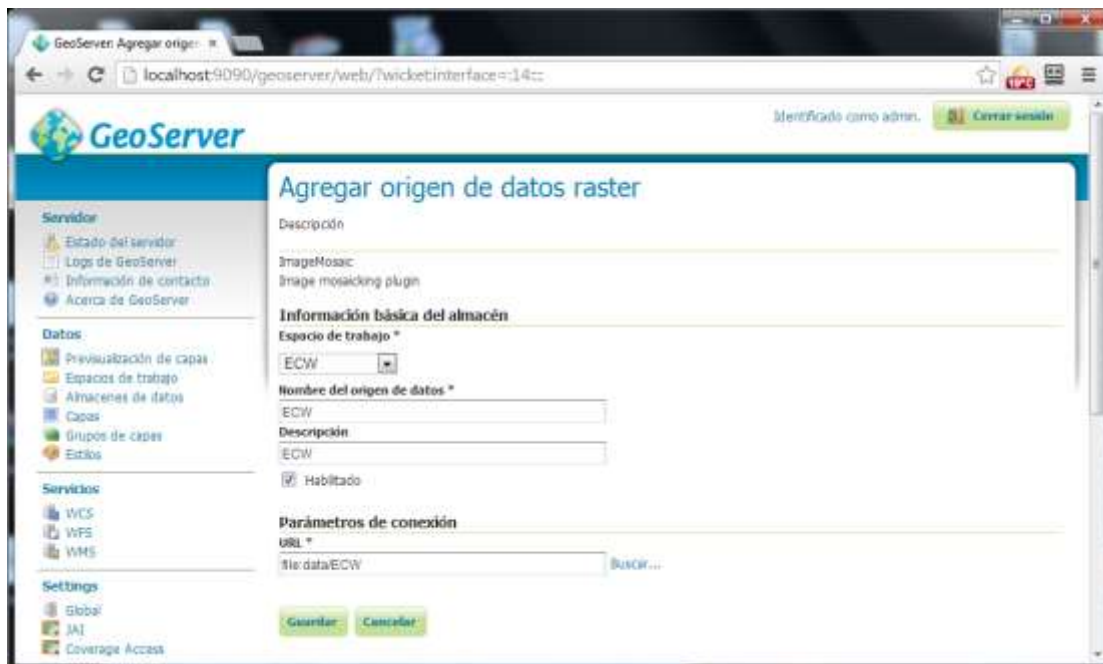 GeoServer: Agregar orige
localhost:9090/geoserver/web/?wicket:interface=:14:::
GeoServer
Identificado como admin.
Cerrar sesión
Agregar origen de datos raster
Descripción
ImageMosaic
Image mosaicking plugin
Información básica del almacén
Espacio de trabajo *
ECW
Nombre del origen de datos *
ECW
Descripción
ECW
Habilitado
Parámetros de conexión
URL *
file:data/ECW
Buscar...
Guardar
Cancelar
Servidor
Estado del servidor
Logs de GeoServer
Información de contacto
Acerca de GeoServer
Datos
Previsualización de capas
Espacios de trabajo
Almacenes de datos
Capas
Grupos de capas
Estilos
Servicios
WCS
WFS
WMS
Settings
Global
JAI
Coverage Access